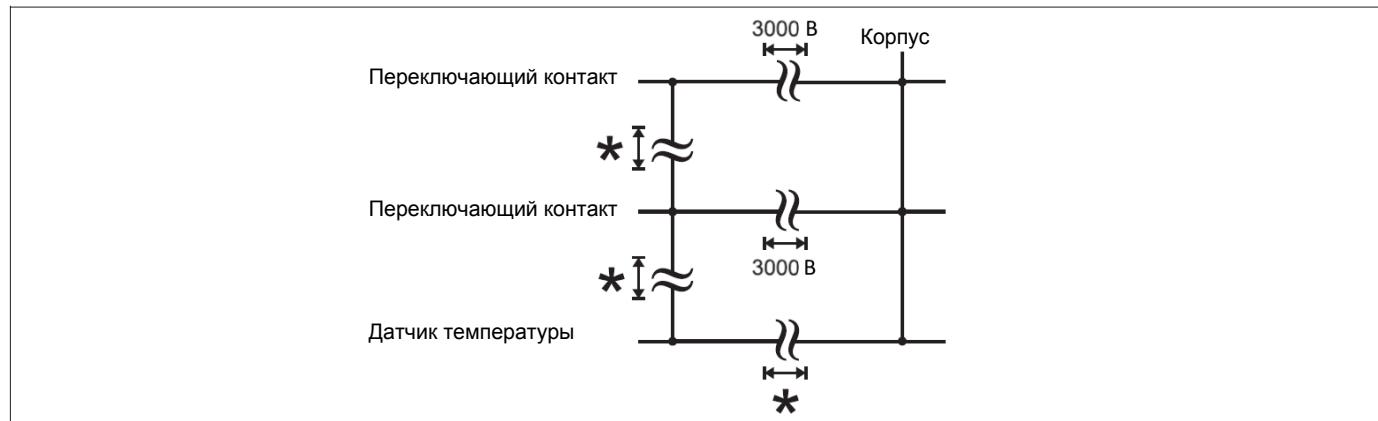 3000 В
Корпус
Переключающий контакт
*
Переключающий контакт
*
3000 В
Датчик температуры
*